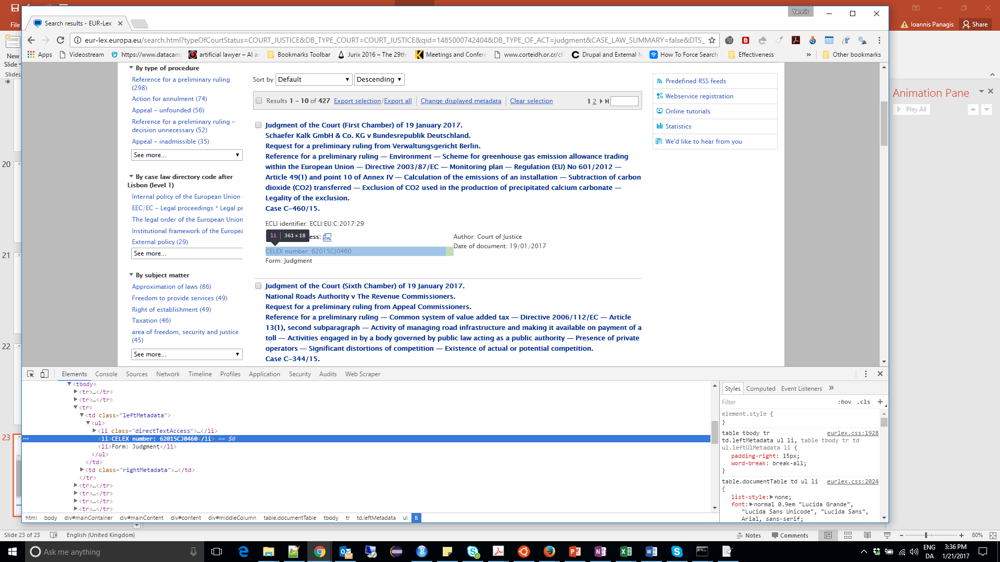 Yannis
File
Search results - EUR-Lex
Ioannis Panagis
Share
eur-lex.europa.eu/search.html?typeOfCourtStatus=COURT_JUSTICE&DB_TYPE_COURT=COURT_JUSTICE&qid=1485000742404&DB_TYPE_OF_ACT=judgment&CASE_LAW_SUMMARY=false&DTS_
New
Slide
Slides
Apps
Videostream
https://www.datacam
artificial lawyer – AI ar
Bookmarks Toolbar
Jurix 2016 – The 29th
Meetings and Confere
www.corteidh.or.cr/cf
Drupal and External M
How To Force Search
Effectiveness
»
Other bookmarks
By type of procedure
Reference for a preliminary ruling
(298)
Action for annulment (74)
Appeal - unfounded (56)
Reference for a preliminary ruling -
decision unnecessary (52)
Appeal - inadmissible (35)
See more...
By case law directory code after
Lisbon (level 1)
Internal policy of the European Union
EEC/EC - Legal proceedings * Legal pr
The legal order of the European Union
Institutional framework of the Europea
External policy (29)
See more...
By subject matter
Approximation of laws (86)
Freedom to provide services (49)
Right of establishment (49)
Taxation (46)
area of freedom, security and justice
(45)
See more...
Sort by Default Descending
Results 1 - 10 of 427 Export selection/Export all Change displayed metadata Clear selection 1 2
Judgment of the Court (First Chamber) of 19 January 2017.
Schaefer Kalk GmbH & Co. KG v Bundesrepublik Deutschland.
Request for a preliminary ruling from Verwaltungsgericht Berlin.
Reference for a preliminary ruling — Environment — Scheme for greenhouse gas emission allowance trading
within the European Union — Directive 2003/87/EC — Monitoring plan — Regulation (EU) No 601/2012 —
Article 49(1) and point 10 of Annex IV — Calculation of the emissions of an installation — Subtraction of carbon
dioxide (CO2) transferred — Exclusion of CO2 used in the production of precipitated calcium carbonate —
Legality of the exclusion.
Case C-460/15.
ECLI identifier: ECLI:EU:C:2017:29
li 361 × 18
ess: HTML
CELEX number: 62015CJ0460
Form: Judgment
Author: Court of Justice
Date of document: 19/01/2017
Judgment of the Court (Sixth Chamber) of 19 January 2017.
National Roads Authority v The Revenue Commissioners.
Request for a preliminary ruling from Appeal Commissioners.
Reference for a preliminary ruling — Common system of value added tax — Directive 2006/112/EC — Article
13(1), second subparagraph — Activity of managing road infrastructure and making it available on payment of a
toll — Activities engaged in by a body governed by public law acting as a public authority — Presence of private
operators — Significant distortions of competition — Existence of actual or potential competition.
Case C-344/15.
Predefined RSS feeds
Webservice registration
Online tutorials
Statistics
We'd like to hear from you
Animation Pane
Play All
20
21
22
23
Elements Console Sources Network Timeline Profiles Application Security Audits Web Scraper
<tbody>
<tr>…</tr>
<tr>…</tr>
<tr>
<td class="leftMetadata">
<ul>
<li class="directTextAccess">…</li>
<li>CELEX number: 62015CJ0460</li> == $0
<li>Form: Judgment</li>
</ul>
</td>
<td class="rightMetadata">…</td>
</tr>
<tr>…</tr>
<tr>…</tr>
<tr>…</tr>
<tr>…</tr>
html body div#mainContainer div#mainContent div#content div#middleColumn table.documentTable tbody tr td.leftMetadata ul li
Styles Computed Event Listeners »
Filter :hov .cls +
element.style {
}
table tbody tr eurlex.css:1928
td.leftMetadata ul li, table tbody tr td
ul.leftUlMetadata li {
padding-right: 15px;
word-break: break-all;
}
table.documentTable td ul li eurlex.css:2024
{
list-style: none;
font: normal 0.9em "Lucida Grande",
"Lucida Sans Unicode", "Lucida Sans",
Arial, sans-serif;
Slide 23 of 23
English (United Kingdom)
Notes
Comments
80%
Ask me anything
ENG
DA
3:36 PM
1/21/2017